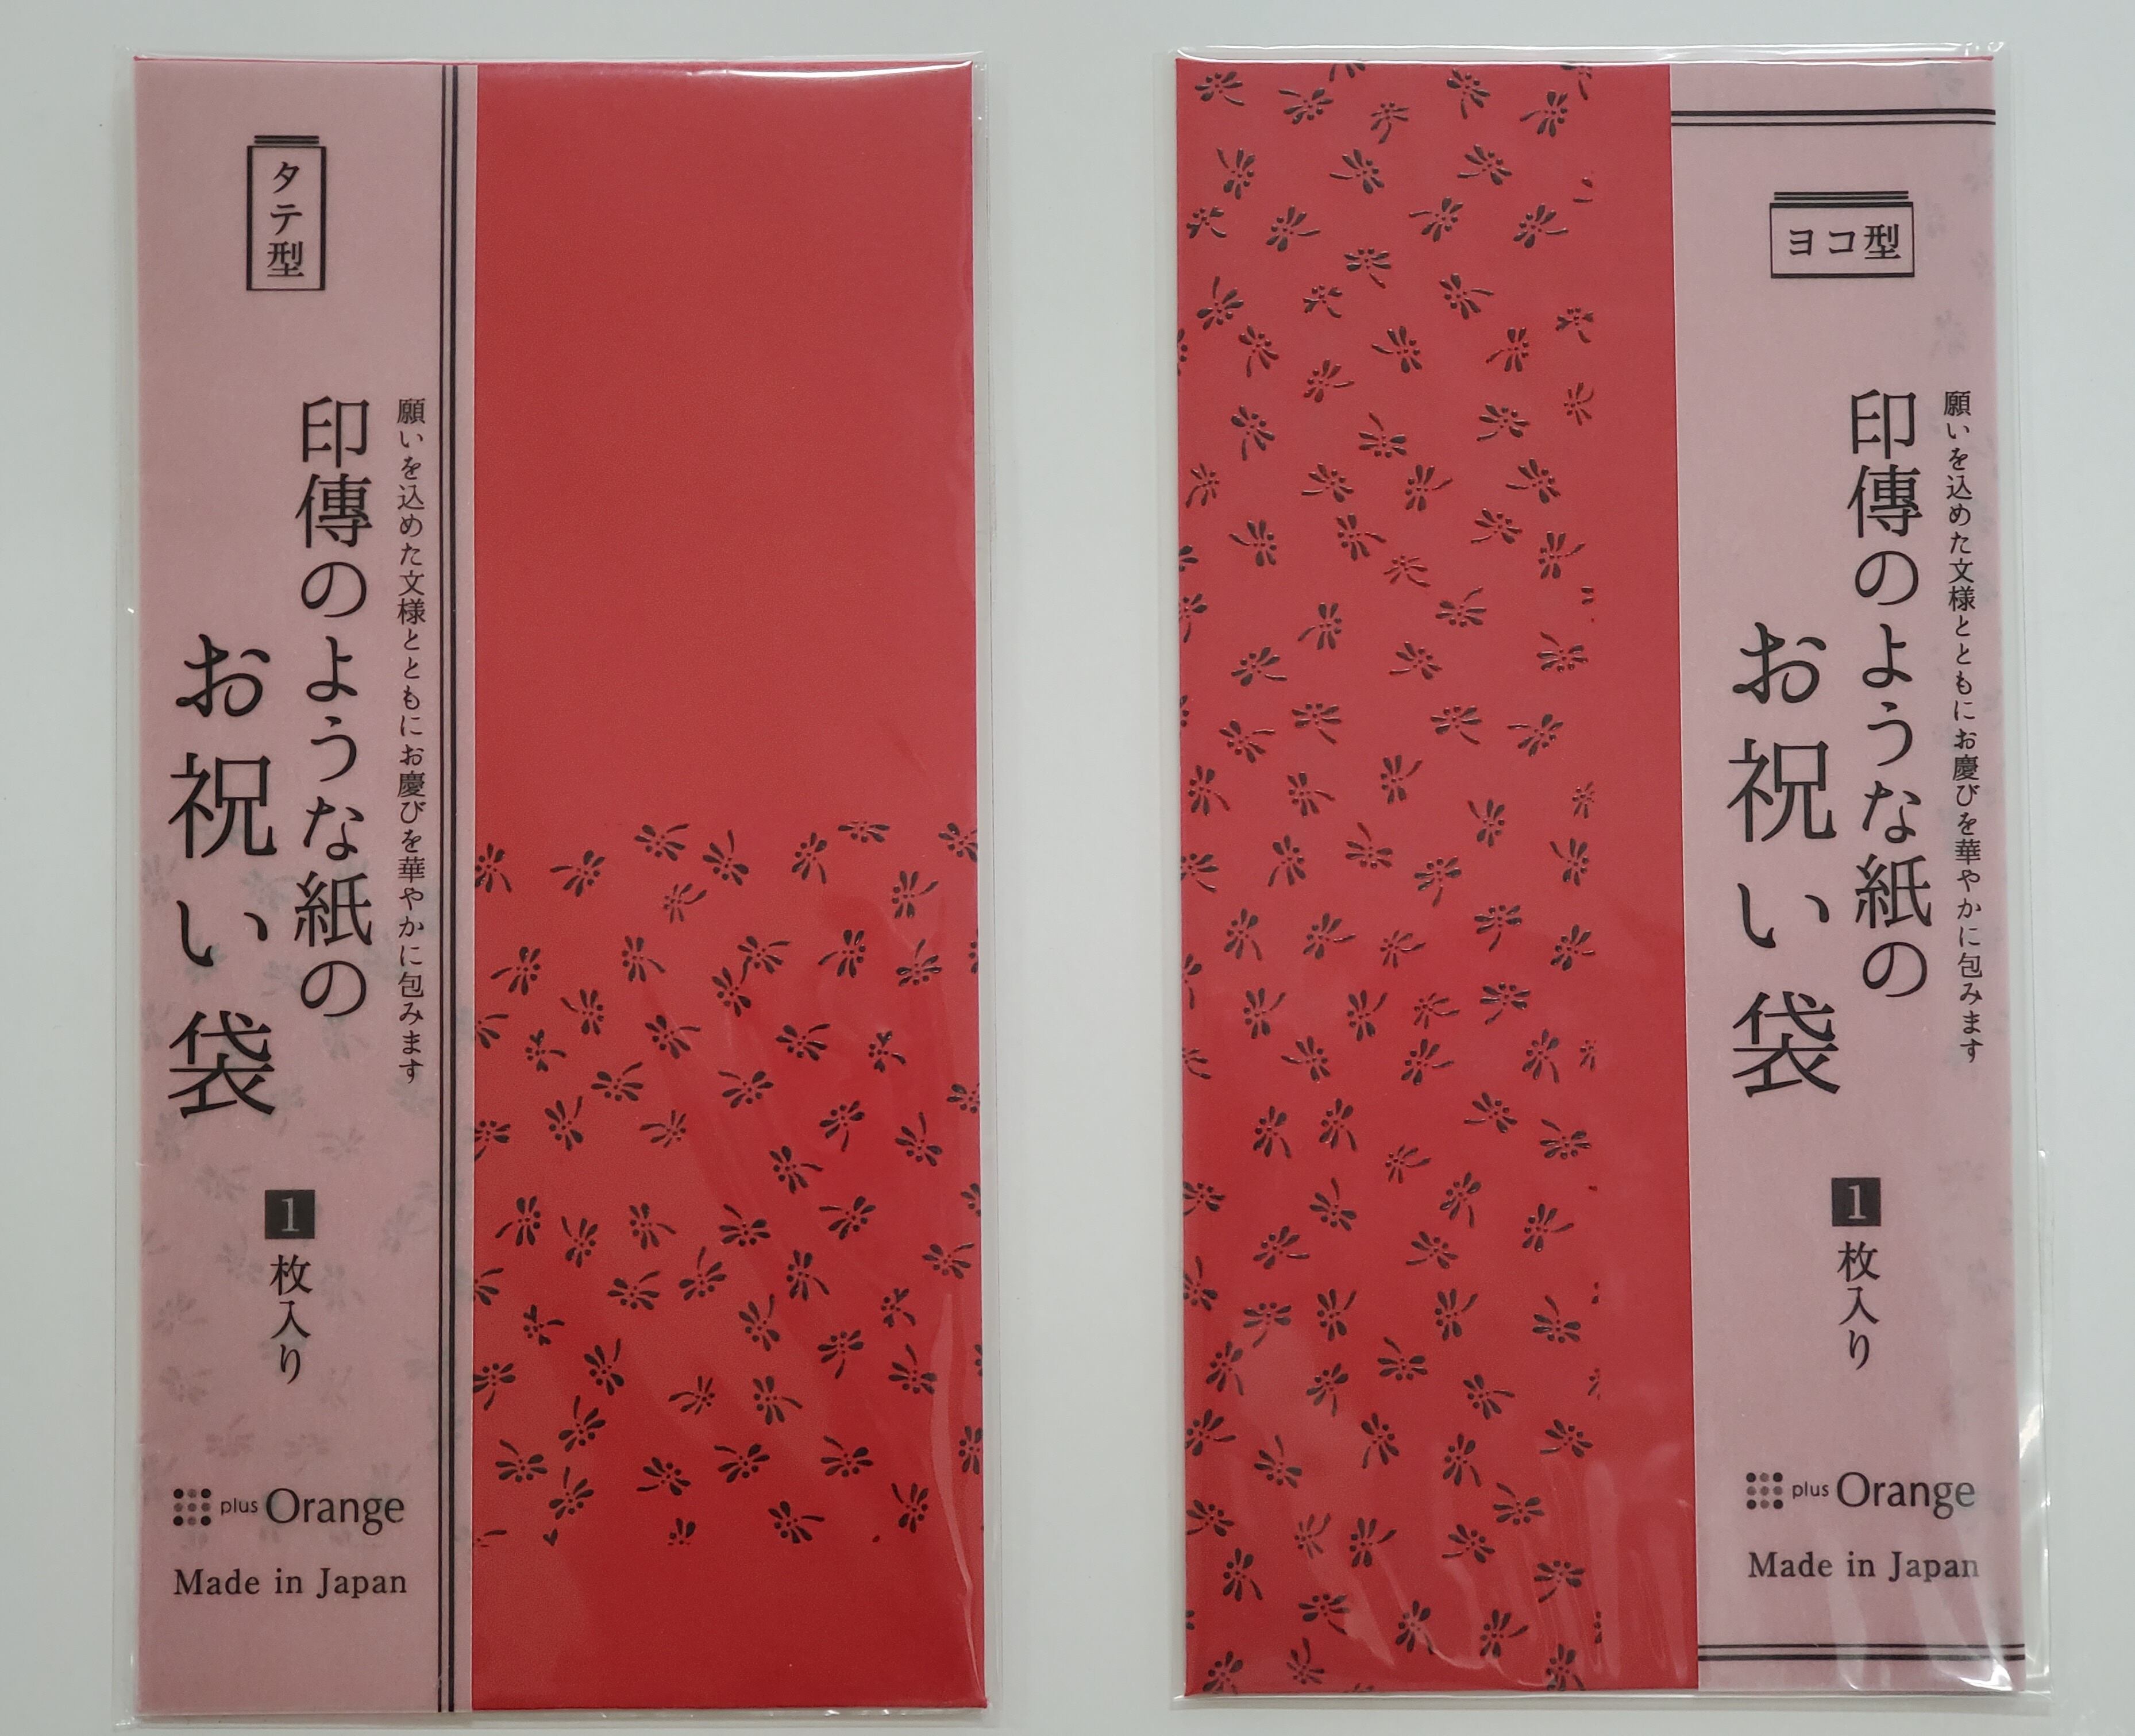 タテ型
願いを込めた文様とともにお慶びを華やかに包みます
印傳のような紙の
お祝い袋
1枚入り
plus Orange
Made in Japan
ヨコ型
願いを込めた文様とともにお慶びを華やかに包みます
印傳のような紙の
お祝い袋
1枚入り
plus Orange
Made in Japan